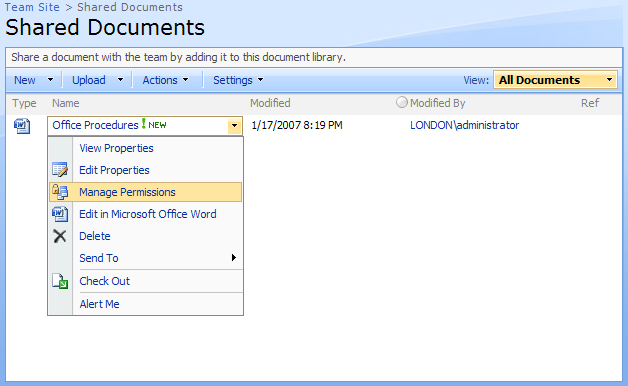 Team Site > Shared Documents
Shared Documents
Share a document with the team by adding it to this document library.
New Upload Actions Settings View: All Documents
Type Name Modified Modified By Ref
Office Procedures ! NEW 1/17/2007 8:19 PM LONDON\administrator
View Properties
Edit Properties
Manage Permissions
Edit in Microsoft Office Word
Delete
Send To
Check Out
Alert Me